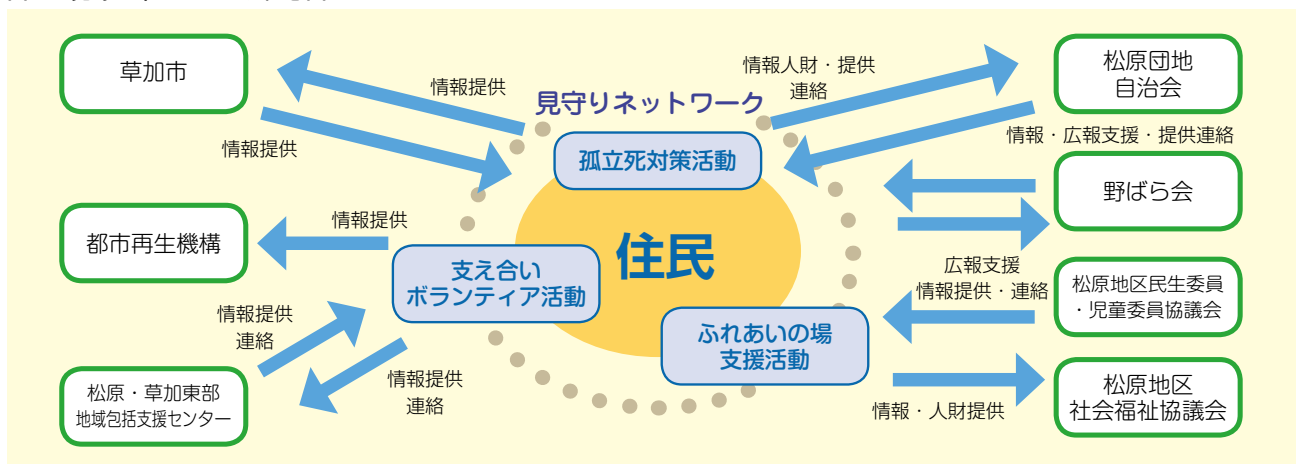 草加市
情報提供
情報提供
都市再生機構
情報提供
情報提供
連絡
松原・草加東部
地域包括支援センター
情報提供
連絡
見守りネットワーク
孤立死対策活動
住民
支え合い
ボランティア活動
ふれあいの場
支援活動
情報人財・提供
連絡
松原団地
自治会
情報・広報支援・提供連絡
野ばら会
広報支援
情報提供・連絡
松原地区民生委員
・児童委員協議会
情報・人財提供
松原地区
社会福祉協議会